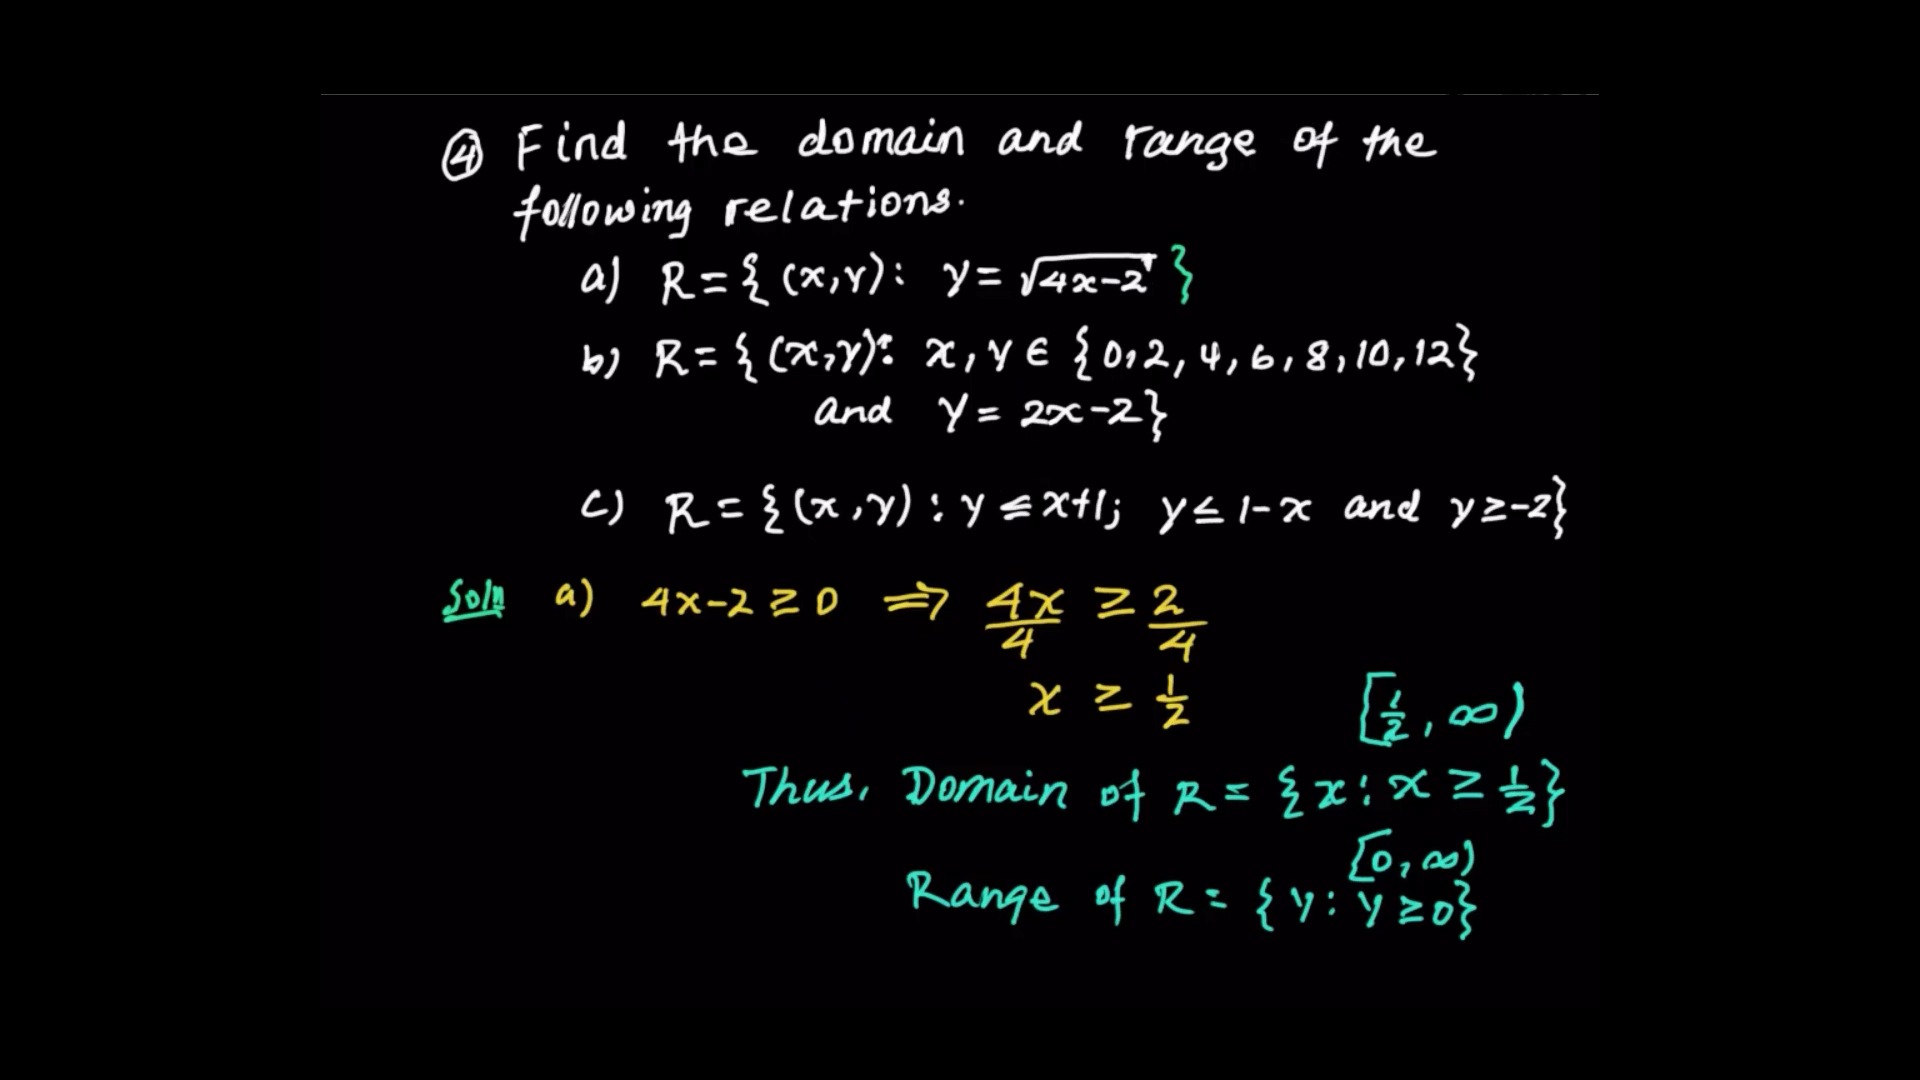 ④ Find the domain and range of the
following relations.
a) R = { (x,y): y = √4x-2 }
b) R = { (x,y): x, y ∈ {0,2,4,6,8,10,12}
and y = 2x-2}
c) R = {(x,y) : y ≤ x+1; y ≤ 1-x and y ≥ -2}
Soln a) 4x-2 ≥ 0 ⇒ 4x/4 ≥ 2/4
x ≥ 1/2
[1/2, ∞)
Thus, Domain of R = {x: x ≥ 1/2}
[0, ∞)
Range of R = {y: y ≥ 0}